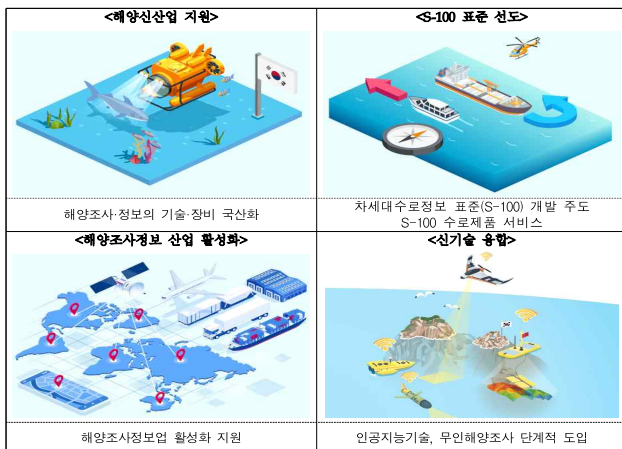 <해양신산업 지원>
<S-100 표준 선도>
해양조사·정보의 기술·장비 국산화
차세대수로정보 표준(S-100) 개발 주도
S-100 수로제품 서비스
<해양조사정보 산업 활성화>
<신기술 융합>
해양조사정보업 활성화 지원
인공지능기술, 무인해양조사 단계적 도입